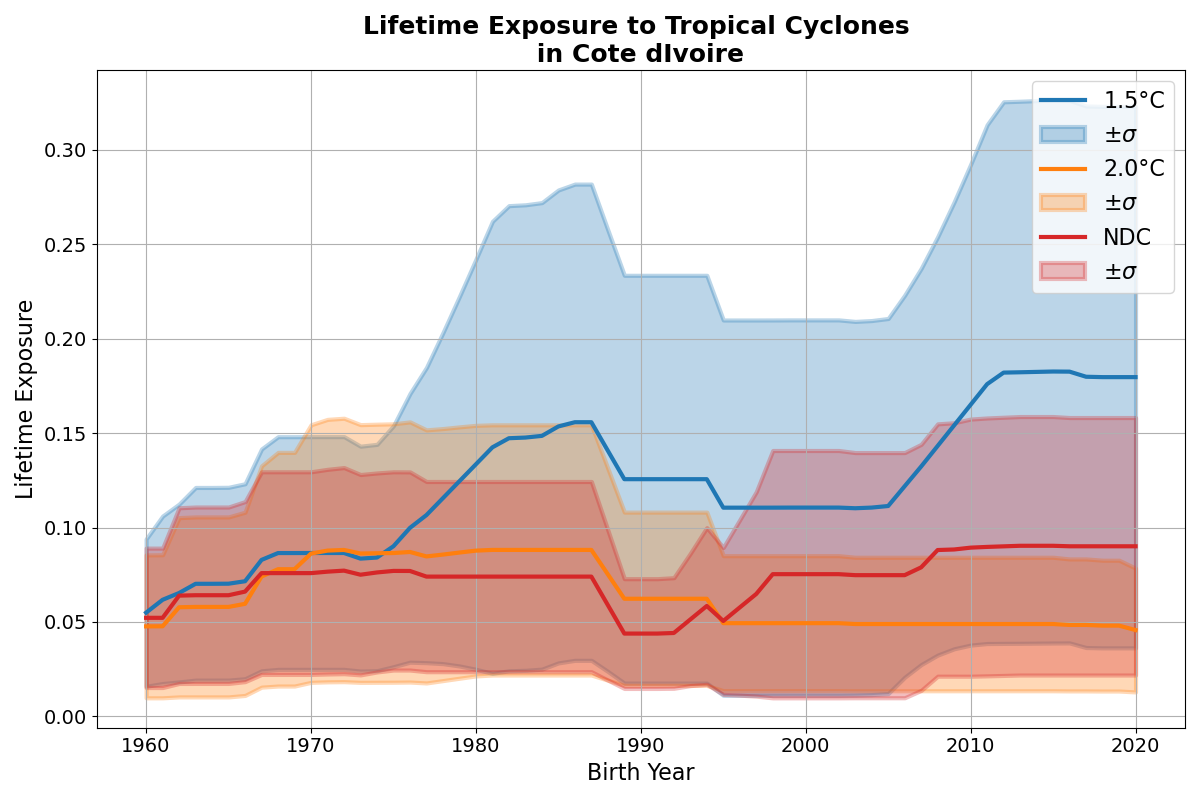 Lifetime Exposure to Tropical Cyclones
in Cote dIvoire
Lifetime Exposure
0.30
0.25
0.20
0.15
0.10
0.05
0.00
1960
1970
1980
1990
2000
2010
2020
Birth Year
1.5°C
±σ
2.0°C
±σ
NDC
±σ